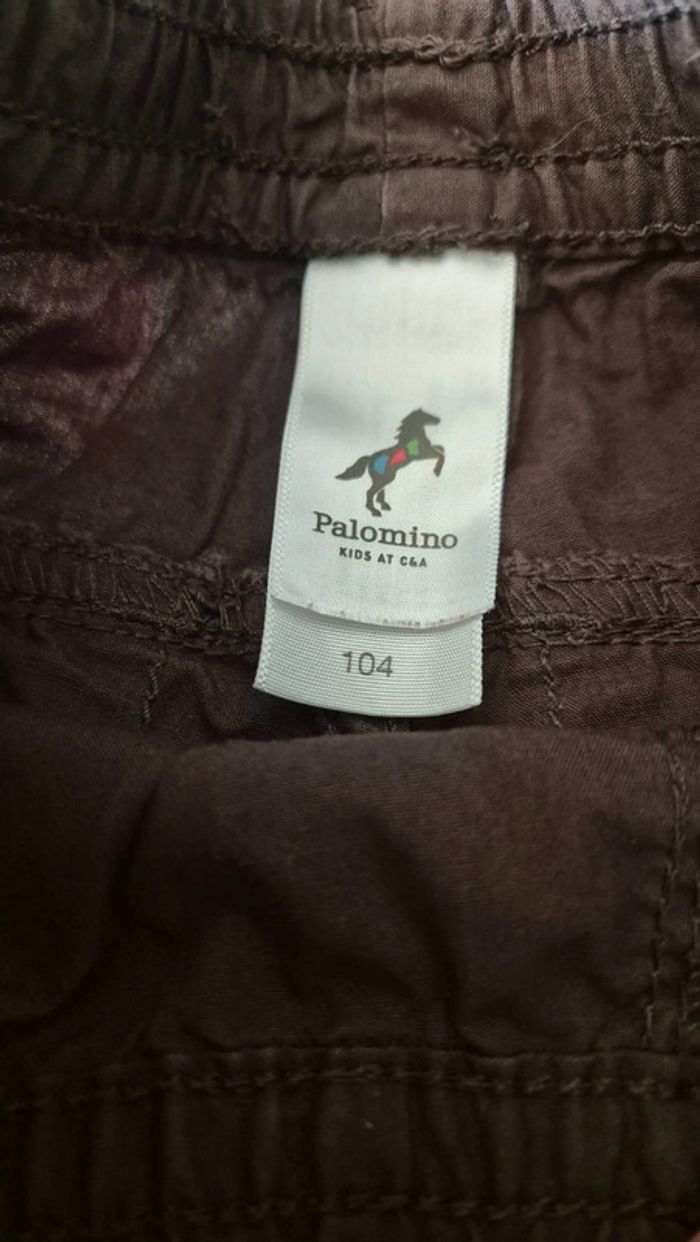 Palomino
KIDS AT C&A
104